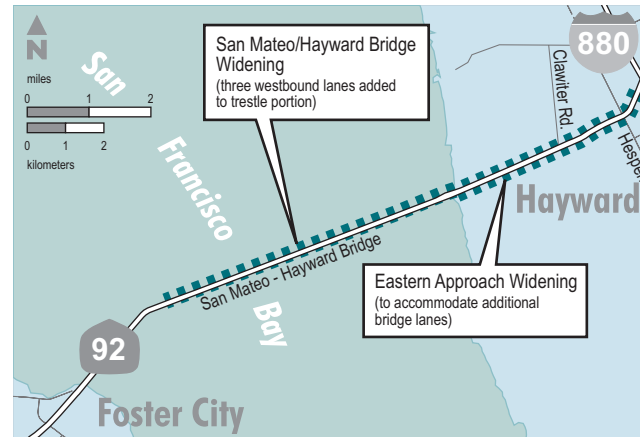 N
miles
0 1 2
0 1 2
kilometers
San
Francisco
Bay
San Mateo/Hayward Bridge
Widening
(three westbound lanes added
to trestle portion)
880
Clawiter Rd.
Hesper
Hayward
San Mateo - Hayward Bridge
Eastern Approach Widening
(to accommodate additional
bridge lanes)
92
Foster City